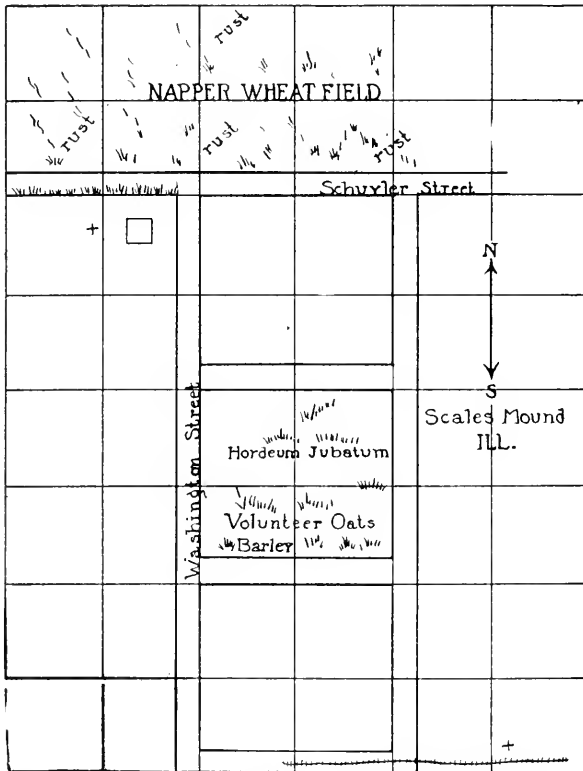 rust
NAPPER WHEAT FIELD
rust
rust
rust
Schuyler Street
N
S
Scales Mound
ILL.
Washington Street
Hordeum Jubatum
Volunteer Oats
Barley